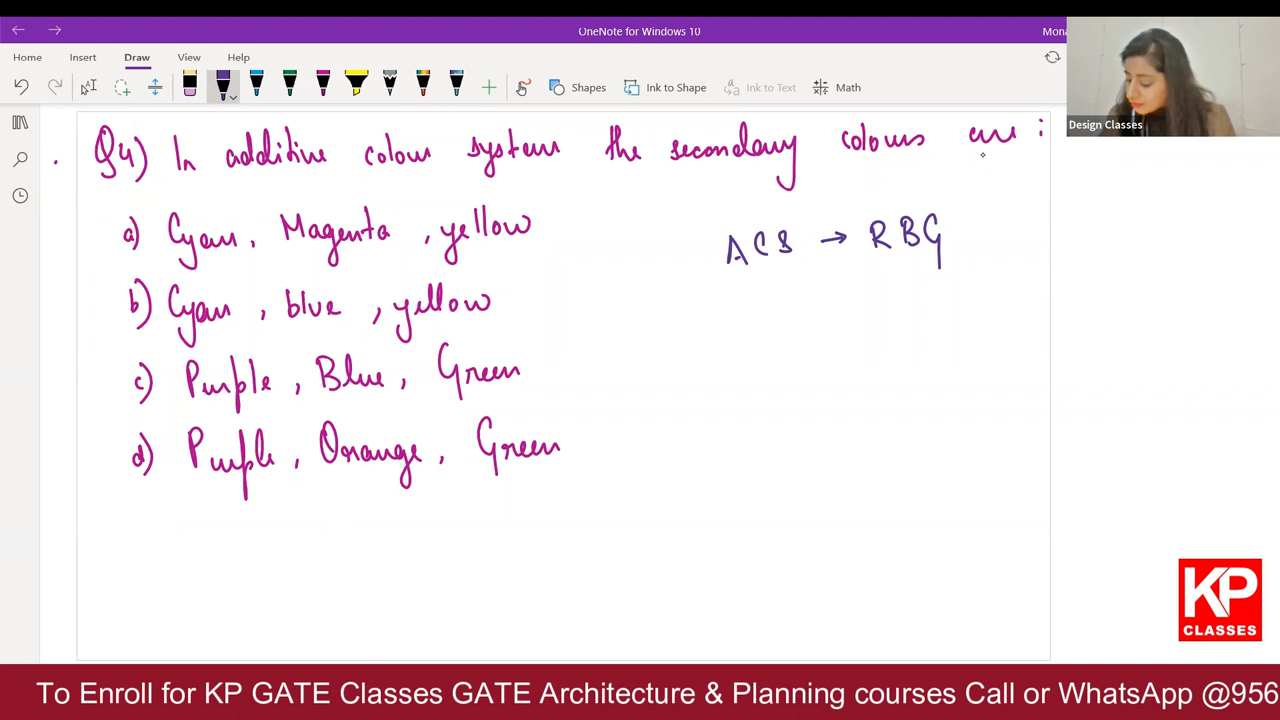 OneNote for Windows 10
Mona
Home Insert Draw View Help
Shapes Ink to Shape Ink to Text Math
Design Classes
Q4) In additive colour system the secondary colours are :
a) Cyan, Magenta, yellow
ACS → RBG
b) Cyan, blue, yellow
c) Purple, Blue, Green
d) Purple, Orange, Green
KP
CLASSES
To Enroll for KP GATE Classes GATE Architecture & Planning courses Call or WhatsApp @956